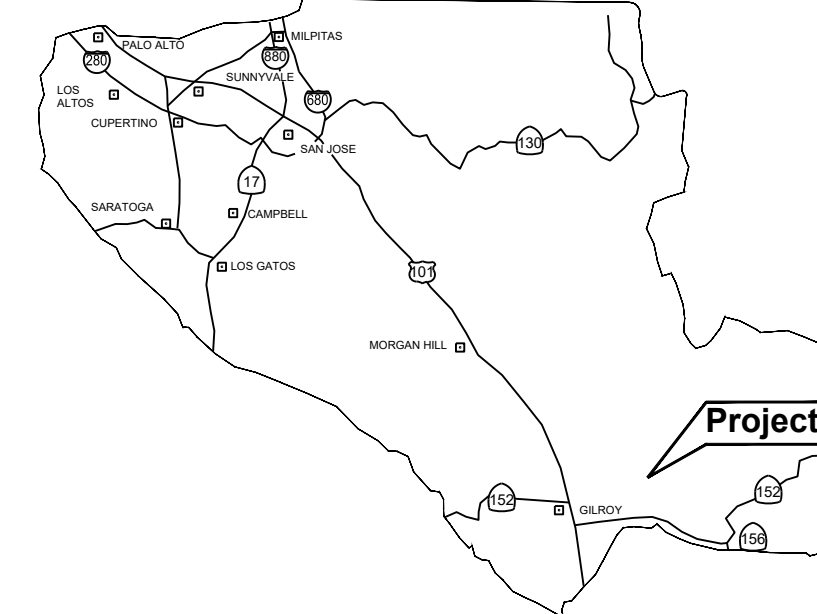 PALO ALTO
MILPITAS
280
880
SUNNYVALE
LOS
ALTOS
680
CUPERTINO
130
SAN JOSE
17
SARATOGA
CAMPBELL
LOS GATOS
101
MORGAN HILL
Project
152
152
GILROY
156